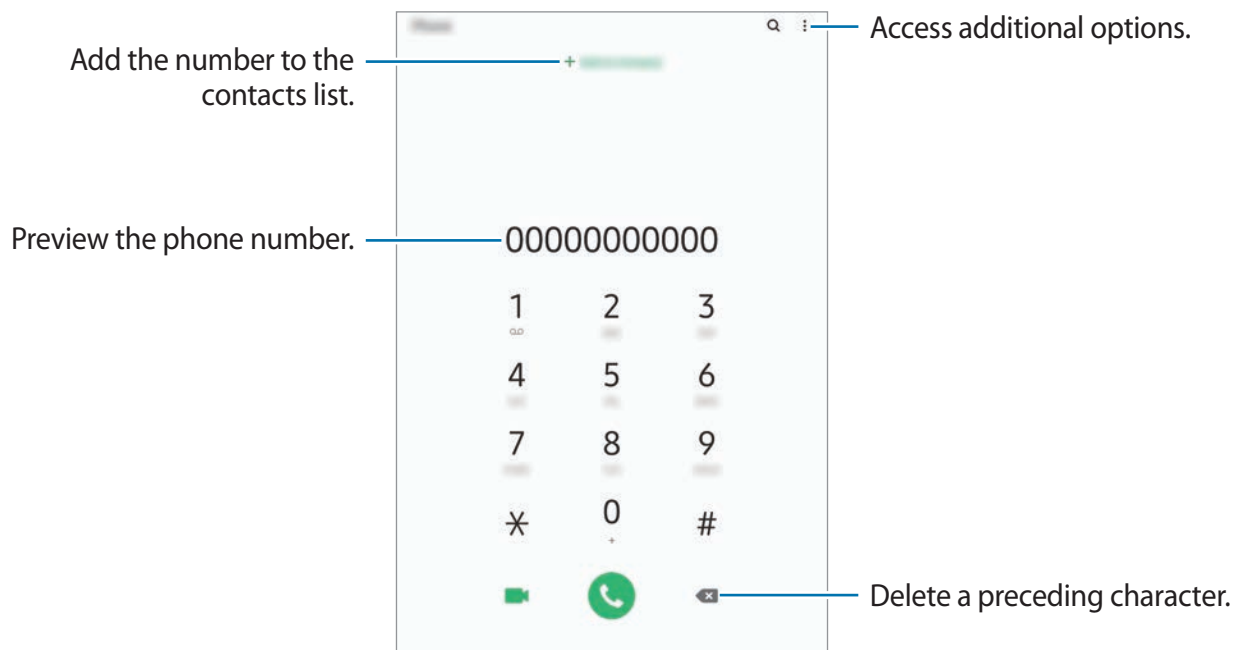 Access additional options.
Add the number to the
contacts list.
+
Preview the phone number.
00000000000
1 2 3
4 5 6
7 8 9
* 0 #
+
Delete a preceding character.